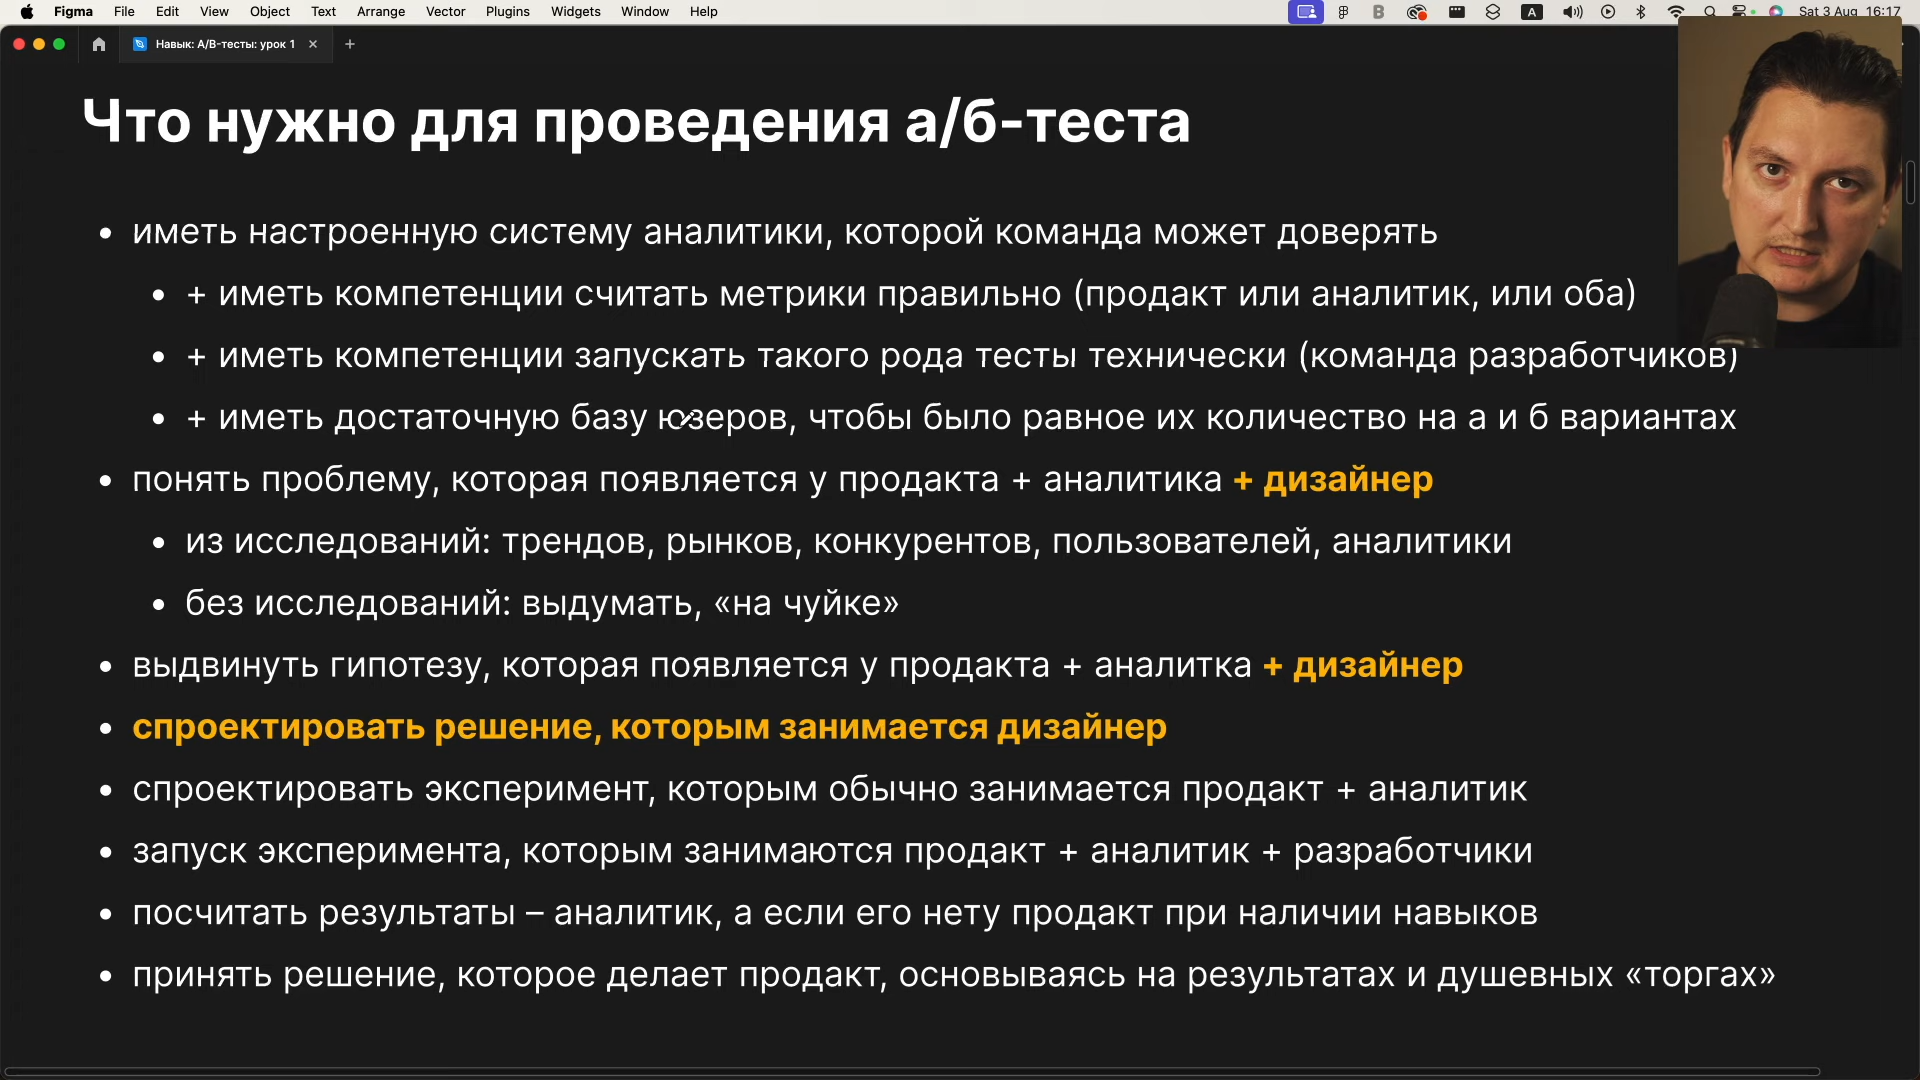 Figma File Edit View Object Text Arrange Vector Plugins Widgets Window Help
B A Sat 3 Aug 16:17
Навык: A/B-тесты: урок 1
Что нужно для проведения а/б-теста
• иметь настроенную систему аналитики, которой команда может доверять
• + иметь компетенции считать метрики правильно (продакт или аналитик, или оба)
• + иметь компетенции запускать такого рода тесты технически (команда разработчиков)
• + иметь достаточную базу юзеров, чтобы было равное их количество на а и б вариантах
• понять проблему, которая появляется у продакта + аналитика + дизайнер
• из исследований: трендов, рынков, конкурентов, пользователей, аналитики
• без исследований: выдумать, «на чуйке»
• выдвинуть гипотезу, которая появляется у продакта + аналитка + дизайнер
• спроектировать решение, которым занимается дизайнер
• спроектировать эксперимент, которым обычно занимается продакт + аналитик
• запуск эксперимента, которым занимаются продакт + аналитик + разработчики
• посчитать результаты – аналитик, а если его нету продакт при наличии навыков
• принять решение, которое делает продакт, основываясь на результатах и душевных «торгах»